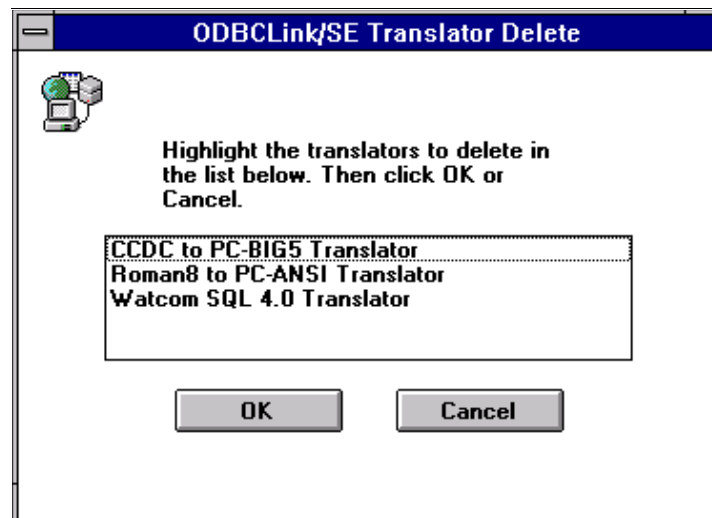 ODBCLink/SE Translator Delete
Highlight the translators to delete in
the list below. Then click OK or
Cancel.
CCDC to PC-BIG5 Translator
Roman8 to PC-ANSI Translator
Watcom SQL 4.0 Translator
OK Cancel